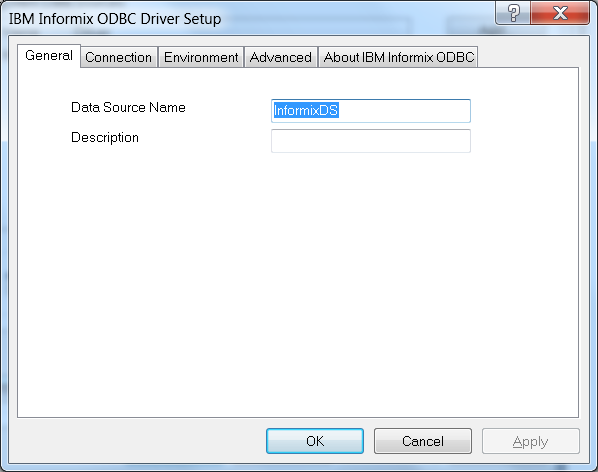 IBM Informix ODBC Driver Setup
General Connection Environment Advanced About IBM Informix ODBC
Data Source Name InformixDS
Description
OK Cancel Apply